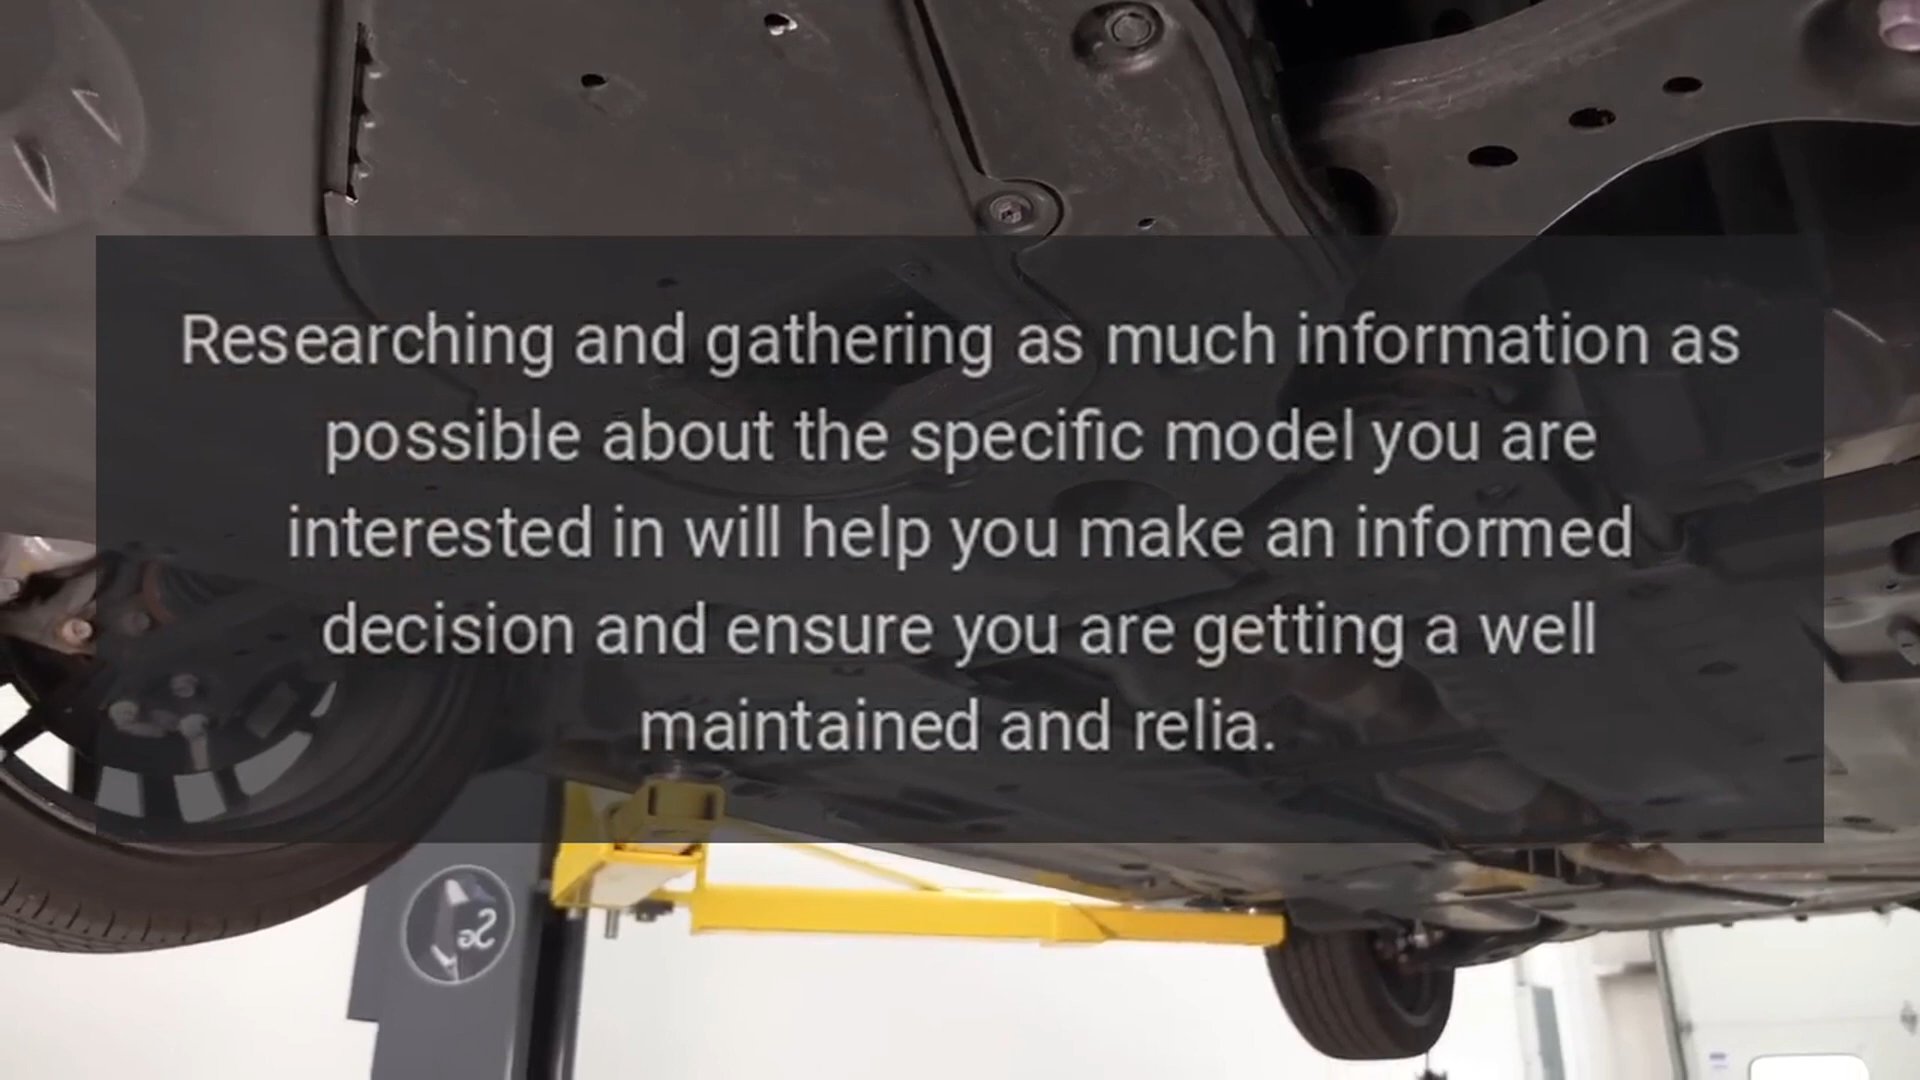 Researching and gathering as much information as
possible about the specific model you are
interested in will help you make an informed
decision and ensure you are getting a well
maintained and relia.